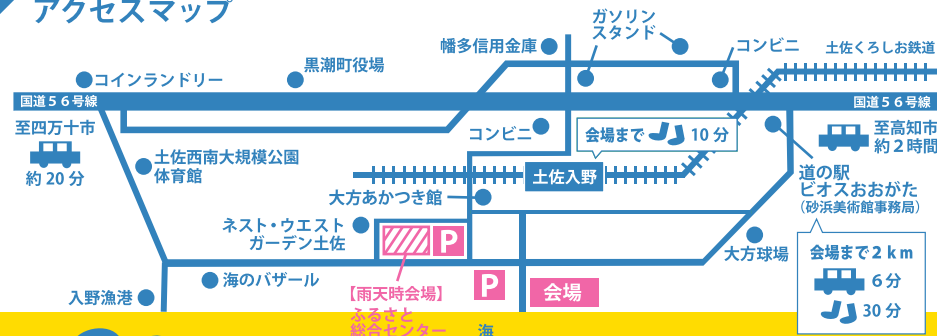 アクセスマップ
ガソリン
スタンド
幡多信用金庫
コンビニ
土佐くろしお鉄道
黒潮町役場
コインランドリー
国道５６号線
国道５６号線
至四万十市
約 20 分
コンビニ
会場まで
10 分
至高知市
約２時間
土佐西南大規模公園
体育館
土佐入野
道の駅
ビオスおおがた
（砂浜美術館事務局）
大方あかつき館
ネスト・ウエスト
ガーデン土佐
P
大方球場
会場まで２km
６分
30分
海のバザール
入野漁港
P
会場
【雨天時会場】
ふるさと
総合センター
海